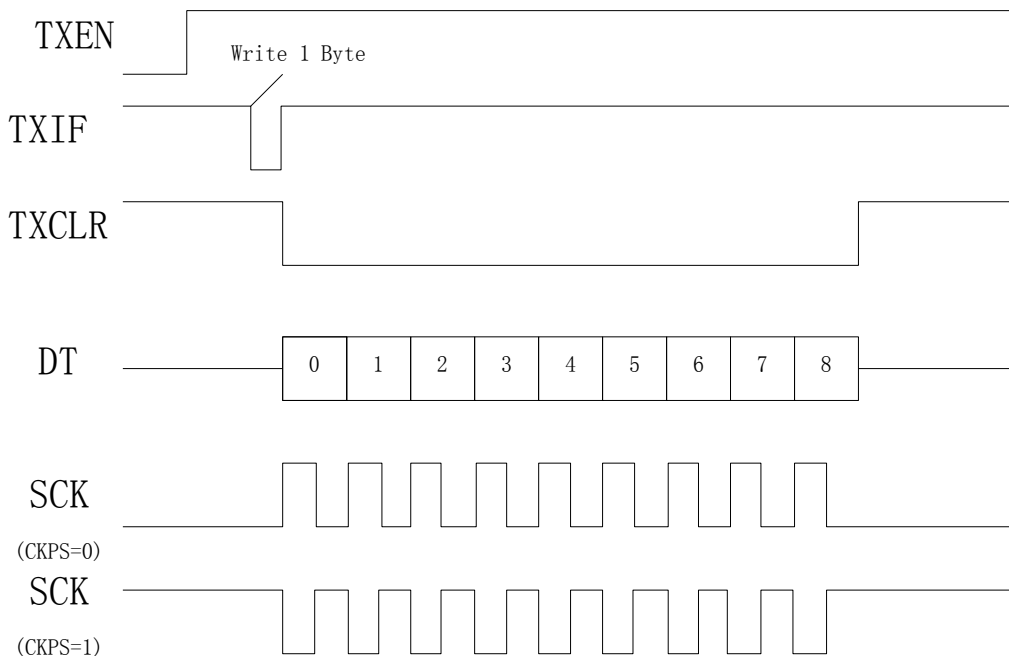 TXEN
Write 1 Byte
TXIF
TXCLR
DT
0 1 2 3 4 5 6 7 8
SCK
(CKPS=0)
SCK
(CKPS=1)